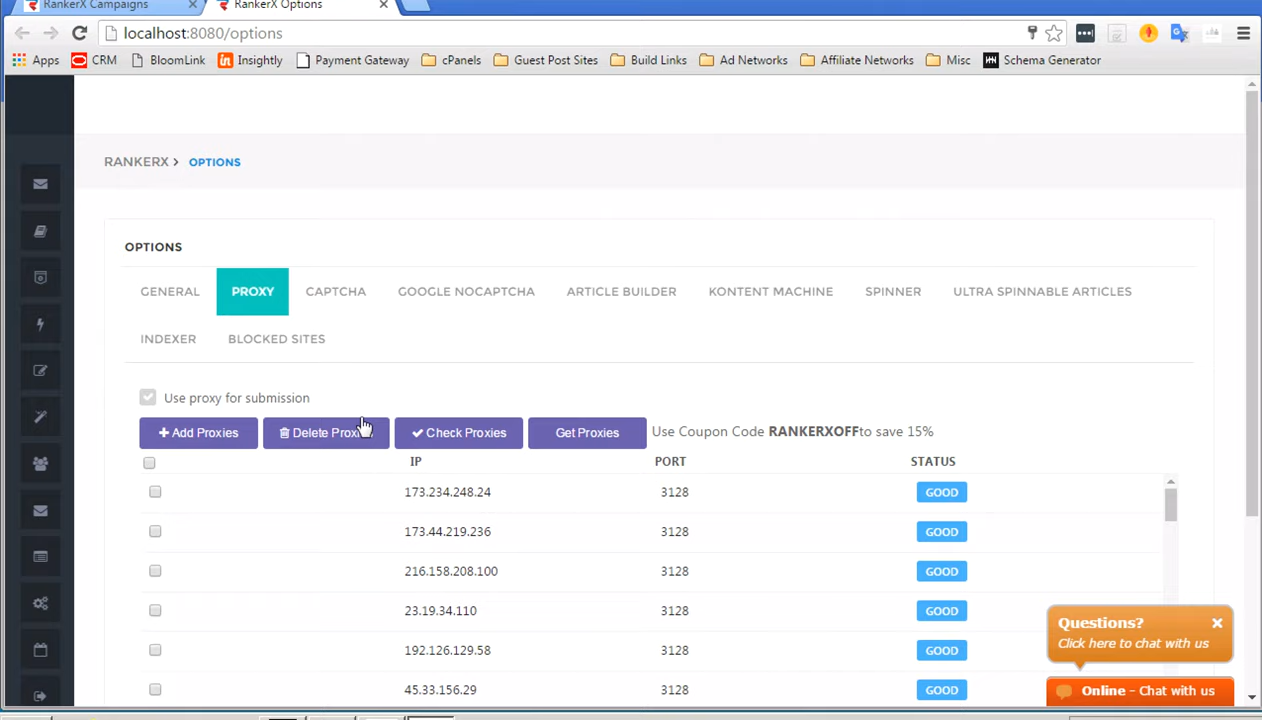 RankerX Campaigns
RankerX Options
localhost:8080/options
Apps CRM BloomLink Insightly Payment Gateway cPanels Guest Post Sites Build Links Ad Networks Affiliate Networks Misc Schema Generator
RANKERX > OPTIONS
OPTIONS
GENERAL PROXY CAPTCHA GOOGLE NOCAPTCHA ARTICLE BUILDER KONTENT MACHINE SPINNER ULTRA SPINNABLE ARTICLES
INDEXER BLOCKED SITES
Use proxy for submission
Add Proxies Delete Check Proxies Get Proxies Use Coupon Code RANKERXOFFto save 15%
IP PORT STATUS
173.234.248.24 3128 GOOD
173.44.219.236 3128 GOOD
216.158.208.100 3128 GOOD
23.19.34.110 3128 GOOD
192.126.129.58 3128 GOOD
45.33.156.29 3128 GOOD
Questions?
Click here to chat with us
Online - Chat with us